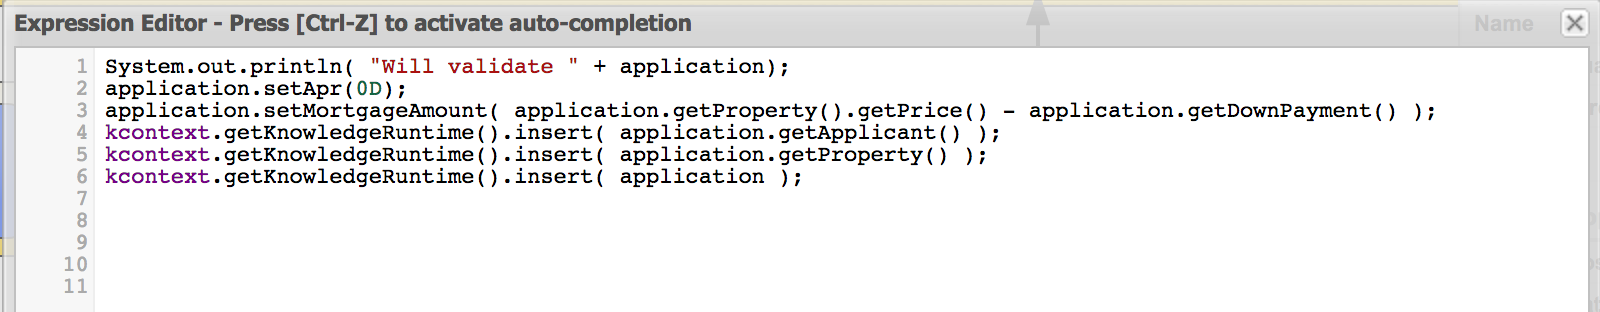 Expression Editor - Press [Ctrl-Z] to activate auto-completion
Name
1 System.out.println( "Will validate " + application);
2 application.setApr(0D);
3 application.setMortgageAmount( application.getProperty().getPrice() - application.getDownPayment() );
4 kcontext.getKnowledgeRuntime().insert( application.getApplicant() );
5 kcontext.getKnowledgeRuntime().insert( application.getProperty() );
6 kcontext.getKnowledgeRuntime().insert( application );
7
8
9
10
11